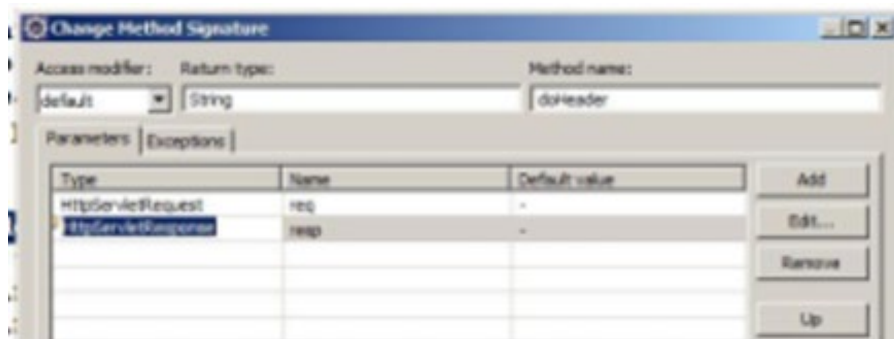 Change Method Signature
Access modifier: Return type: Method name:
default String doHeader
Parameters Exceptions
Type Name Default value Add
HttpServletRequest req -
Edit...
HttpServletResponse resp -
Remove
Up